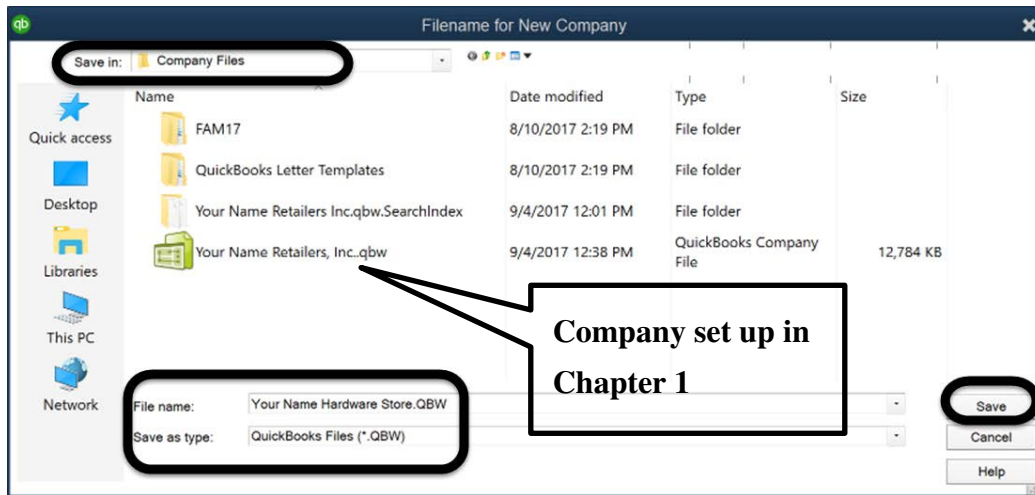 qb
Filename for New Company
Save in: Company Files
Name Date modified Type Size
Quick access
FAM17 8/10/2017 2:19 PM File folder
QuickBooks Letter Templates 8/10/2017 2:19 PM File folder
Desktop
Your Name Retailers Inc.qbw.SearchIndex 9/4/2017 12:01 PM File folder
Your Name Retailers, Inc..qbw 9/4/2017 12:38 PM QuickBooks Company
File 12,784 KB
Libraries
This PC
Network
Company set up in
Chapter 1
File name: Your Name Hardware Store.QBW
Save as type: QuickBooks Files (*.QBW)
Save
Cancel
Help